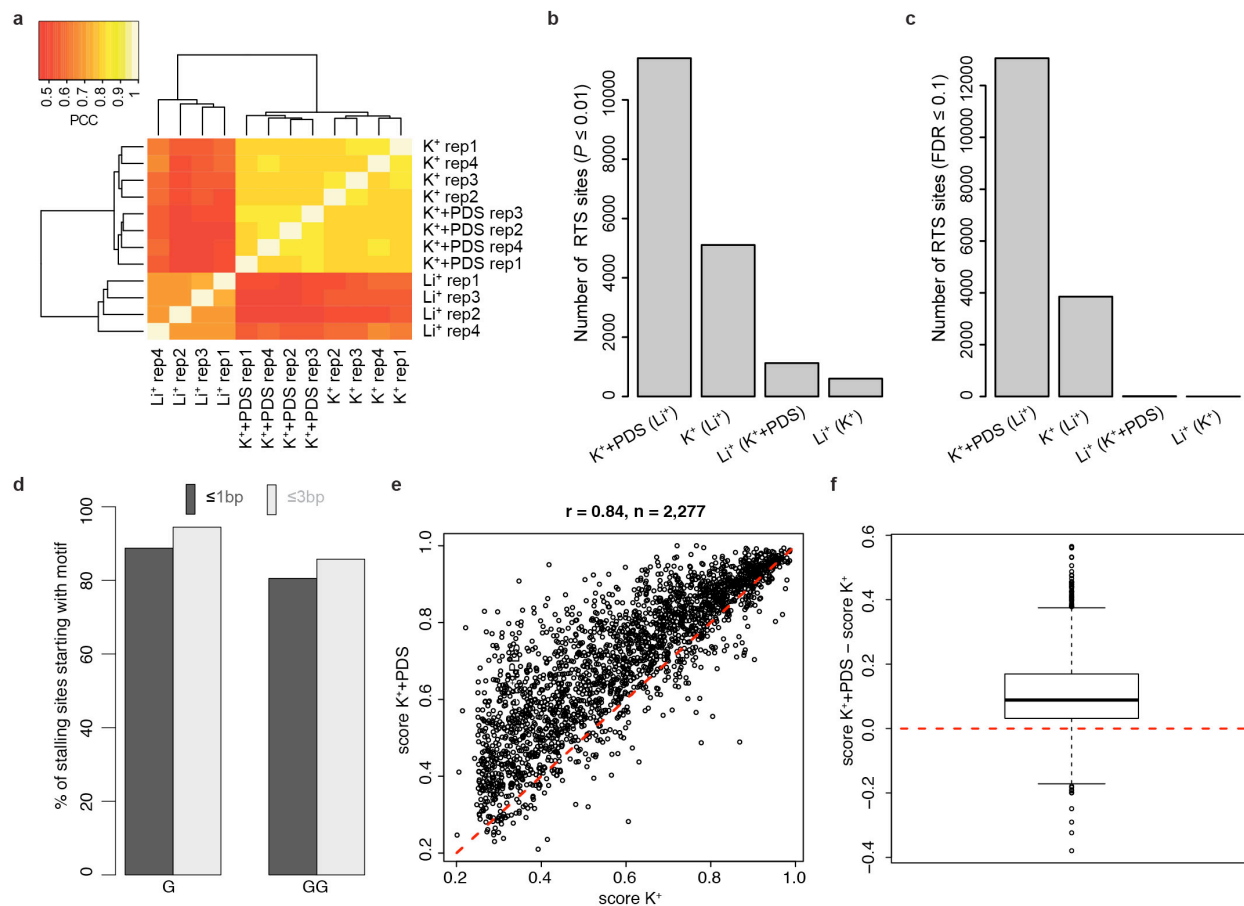 a
0.5 0.6 0.7 0.8 0.9 1
PCC
K⁺ rep1
K⁺ rep4
K⁺ rep3
K⁺ rep2
K⁺+PDS rep3
K⁺+PDS rep2
K⁺+PDS rep4
K⁺+PDS rep1
Li⁺ rep1
Li⁺ rep3
Li⁺ rep2
Li⁺ rep4
Li⁺ rep4
Li⁺ rep2
Li⁺ rep3
Li⁺ rep1
K⁺+PDS rep1
K⁺+PDS rep4
K⁺+PDS rep2
K⁺+PDS rep3
K⁺ rep2
K⁺ rep3
K⁺ rep4
K⁺ rep1
b
Number of RTS sites (P ≤ 0.01)
0 2000 4000 6000 8000 10000
K⁺+PDS (Li⁺)
K⁺ (Li⁺)
Li⁺ (K⁺+PDS)
Li⁺ (K⁺)
c
Number of RTS sites (FDR ≤ 0.1)
0 2000 4000 6000 8000 10000 12000
K⁺+PDS (Li⁺)
K⁺ (Li⁺)
Li⁺ (K⁺+PDS)
Li⁺ (K⁺)
d
≤1bp ≤3bp
% of stalling sites starting with motif
0 20 40 60 80 100
G GG
e
r = 0.84, n = 2,277
score K⁺+PDS
0.2 0.4 0.6 0.8 1.0
0.2 0.4 0.6 0.8 1.0
score K⁺
f
score K⁺+PDS − score K⁺
−0.4 −0.2 0.0 0.2 0.4 0.6